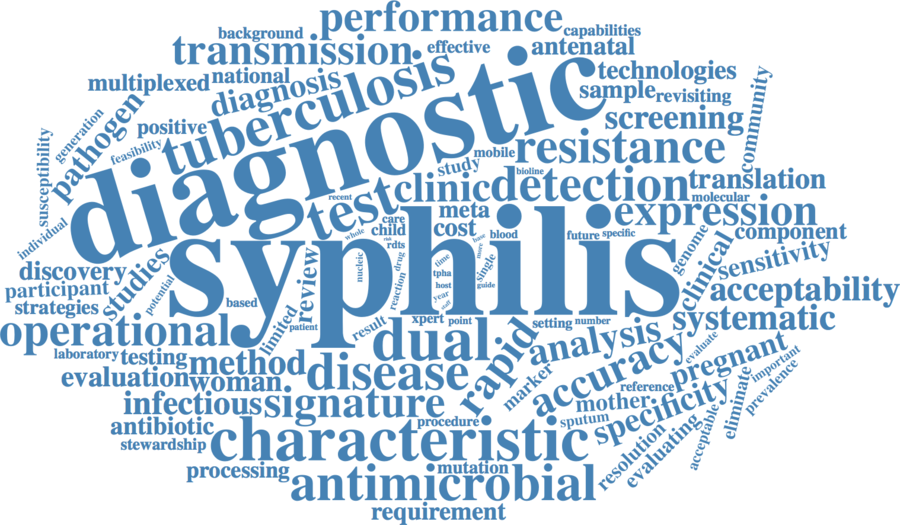 performance
background
capabilities
transmission
effective
antenatal
multiplexed
national
technologies
diagnosis
tuberculosis
sample
revisiting
generation
pathogen
positive
feasibility
diagnostic
screening
community
susceptibility
study
mobile
resistance
bioline
recent
test
clinic
detection
translation
molecular
individual
syphilis
care
child
meta
cost
expression
whole
risk
rdts
blood
future
specific
component
discovery
studies
review
nucleic
drug
time
base
more
single
genome
clinical
sensitivity
participant
potential
tpha
host
guide
reaction
year
staff
acceptability
strategies
based
limited
patient
result
xpert
point
setting
number
systematic
operational
dual
rapid
analysis
laboratory
testing
method
accuracy
evaluate
pregnant
important
evaluation
woman
disease
marker
reference
mother
specificity
eliminate
prevalence
infectious
signature
procedure
sputum
acceptable
antibiotic
characteristic
resolution
evaluating
stewardship
processing
mutation
antimicrobial
requirement